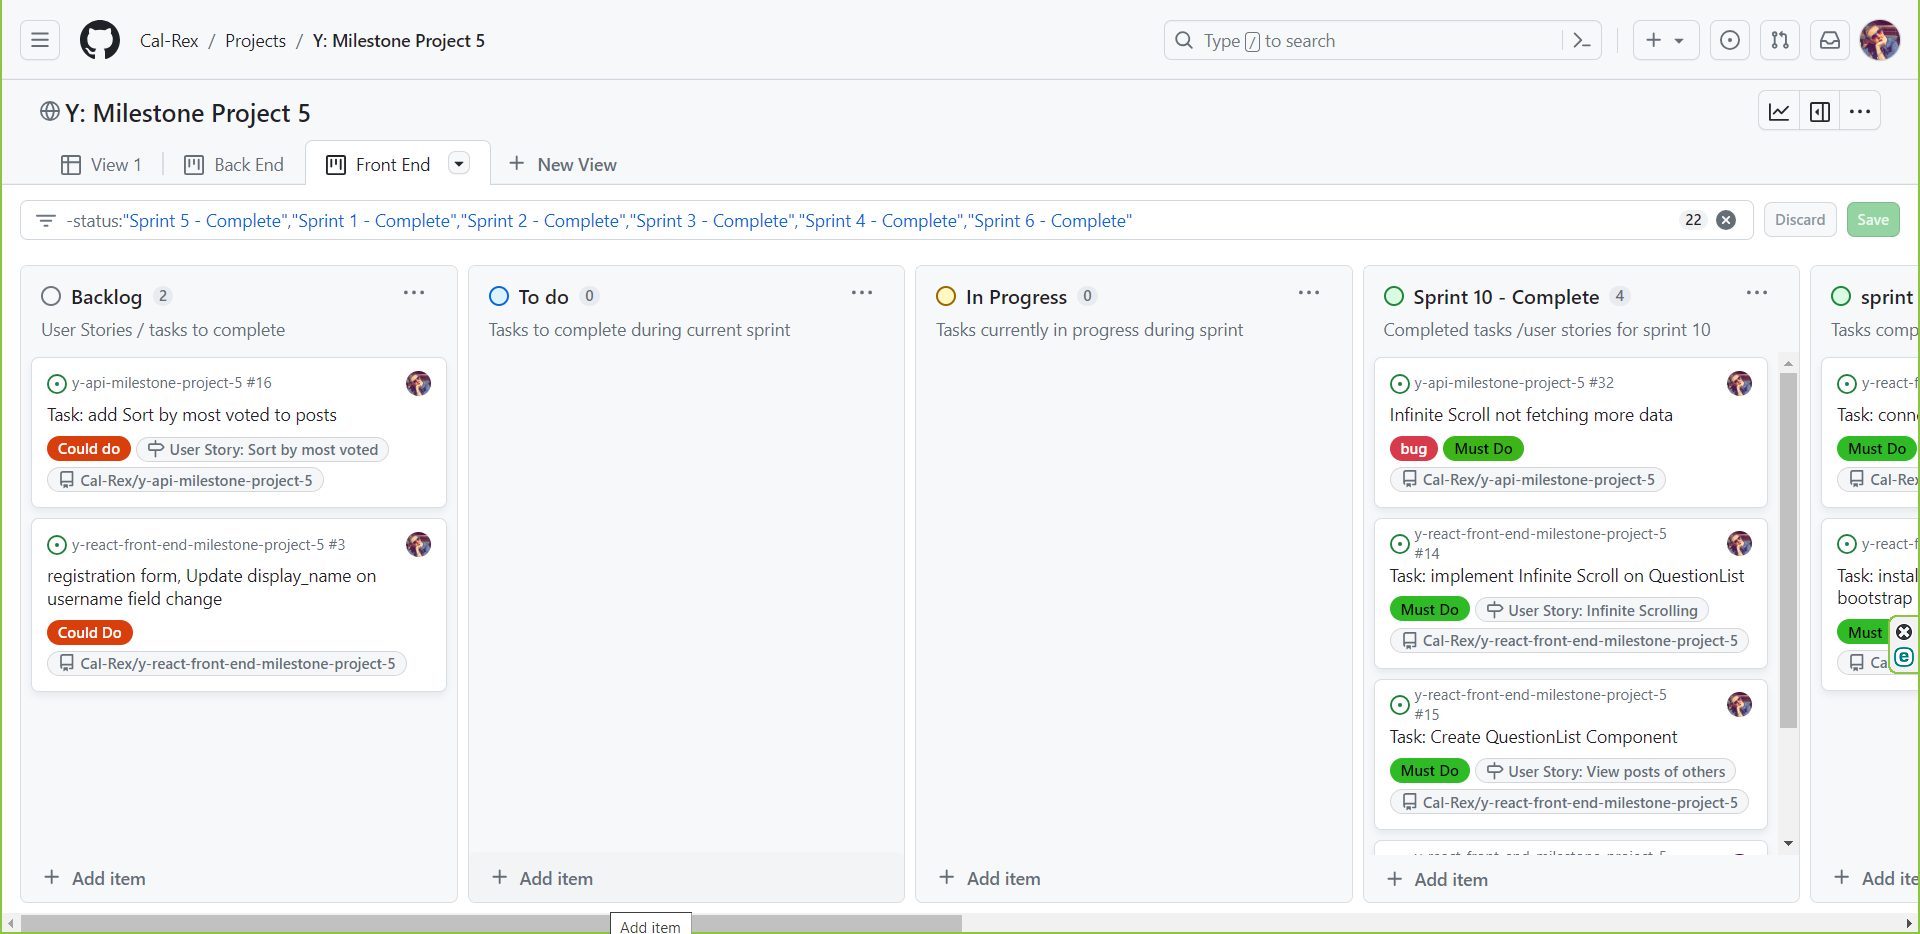 Cal-Rex / Projects / Y: Milestone Project 5
Type / to search
Y: Milestone Project 5
View 1
Back End
Front End
New View
-status:"Sprint 5 - Complete","Sprint 1 - Complete","Sprint 2 - Complete","Sprint 3 - Complete","Sprint 4 - Complete","Sprint 6 - Complete"
22
Discard
Save
Backlog 2
User Stories / tasks to complete
y-api-milestone-project-5 #16
Task: add Sort by most voted to posts
Could do
User Story: Sort by most voted
Cal-Rex/y-api-milestone-project-5
y-react-front-end-milestone-project-5 #3
registration form, Update display_name on
username field change
Could Do
Cal-Rex/y-react-front-end-milestone-project-5
Add item
To do 0
Tasks to complete during current sprint
Add item
In Progress 0
Tasks currently in progress during sprint
Add item
Sprint 10 - Complete 4
Completed tasks /user stories for sprint 10
y-api-milestone-project-5 #32
Infinite Scroll not fetching more data
bug
Must Do
Cal-Rex/y-api-milestone-project-5
y-react-front-end-milestone-project-5
#14
Task: implement Infinite Scroll on QuestionList
Must Do
User Story: Infinite Scrolling
Cal-Rex/y-react-front-end-milestone-project-5
y-react-front-end-milestone-project-5
#15
Task: Create QuestionList Component
Must Do
User Story: View posts of others
Cal-Rex/y-react-front-end-milestone-project-5
Add item
sprint
Tasks comp
y-react-f
Task: conn
Must Do
Cal-Rex
y-react-f
Task: instal
bootstrap
Must
Ca
Add ite
Add item